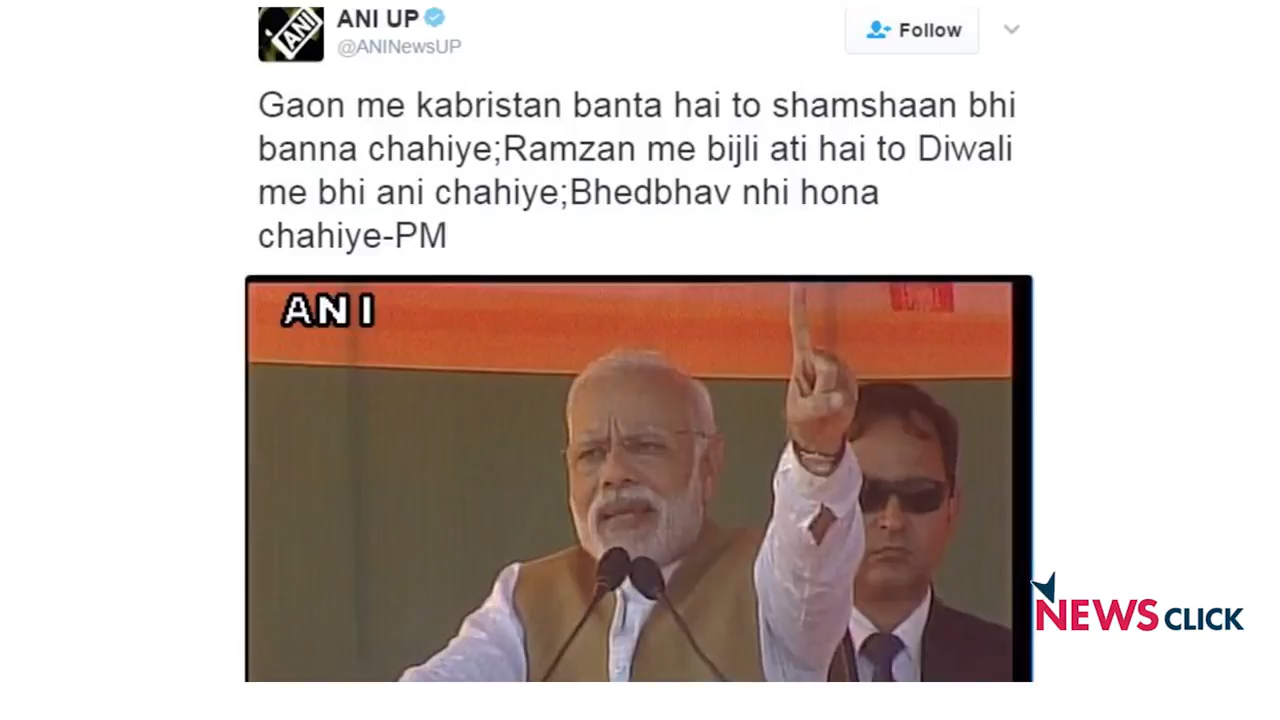 ANI
ANI UP
@ANINewsUP
Follow
Gaon me kabristan banta hai to shamshaan bhi
banna chahiye;Ramzan me bijli ati hai to Diwali
me bhi ani chahiye;Bhedbhav nhi hona
chahiye-PM
ANI
NEWS CLICK